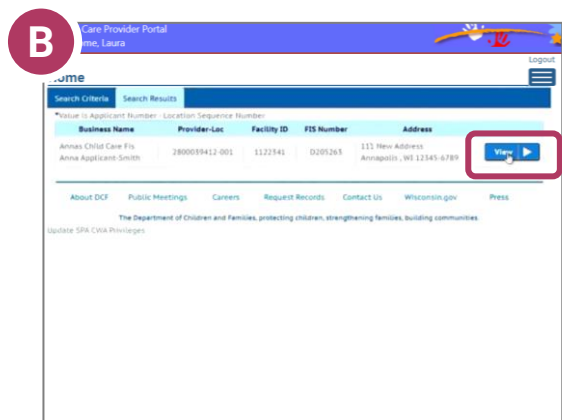 B
Care Provider Portal
ome, Laura
Logout
Home
Search Criteria Search Results
*Value is Applicant Number - Location Sequence Number
Business Name Provider-Loc Facility ID FIS Number Address
Annas Child Care Fis
Anna Applicant-Smith
2800059412-001 1122541 D205263
111 New Address
Annapolis , WI 12345-6789
View
About DCF Public Meetings Careers Request Records Contact Us Wisconsin.gov Press
The Department of Children and Families, protecting children, strengthening families, building communities.
Update SPA CWA Privileges